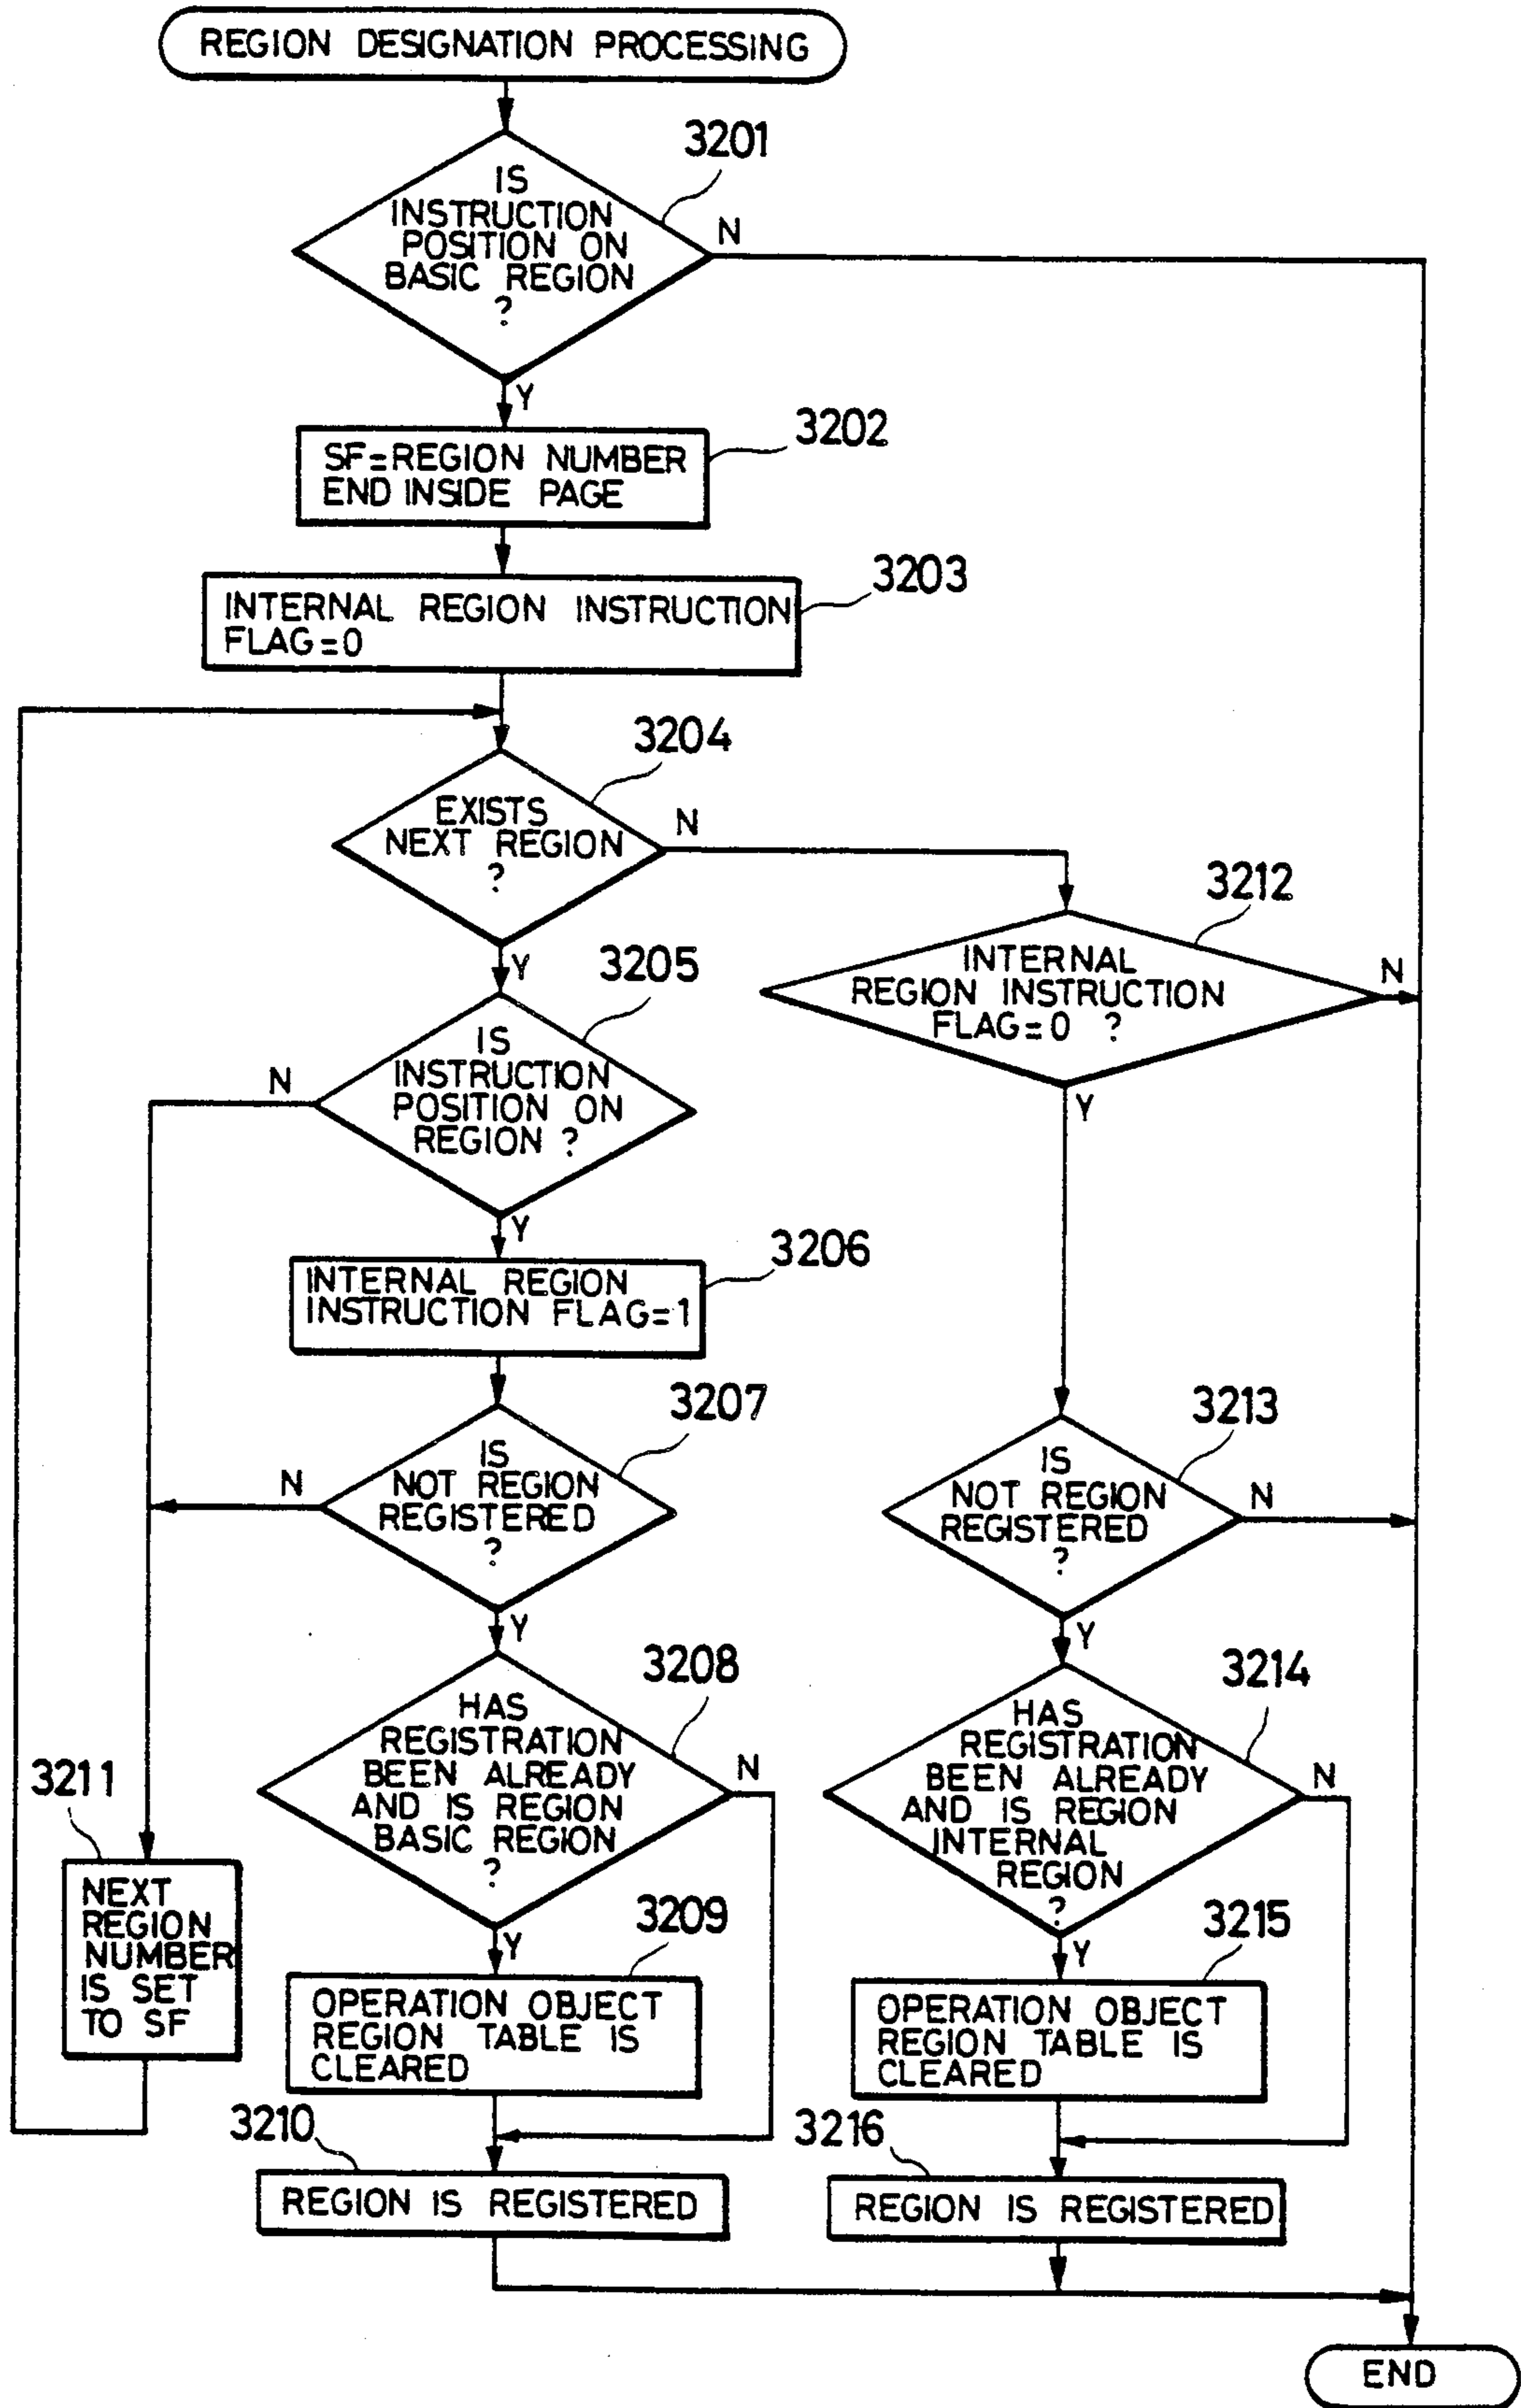 REGION DESIGNATION PROCESSING
3201
IS
INSTRUCTION
POSITION ON
BASIC REGION
?
N
Y
3202
SF=REGION NUMBER
END INSIDE PAGE
3203
INTERNAL REGION INSTRUCTION
FLAG=0
3204
EXISTS
NEXT REGION
?
N
Y
3212
INTERNAL
REGION INSTRUCTION
FLAG=0 ?
N
Y
3205
IS
INSTRUCTION
POSITION ON
REGION ?
N
Y
3206
INTERNAL REGION
INSTRUCTION FLAG=1
3207
IS
NOT REGION
REGISTERED
?
N
Y
3213
IS
NOT REGION
REGISTERED
?
N
Y
3208
HAS
REGISTRATION
BEEN ALREADY
AND IS REGION
BASIC REGION
?
N
Y
3214
HAS
REGISTRATION
BEEN ALREADY
AND IS REGION
INTERNAL
REGION
?
N
Y
3211
NEXT
REGION
NUMBER
IS SET
TO SF
3209
OPERATION OBJECT
REGION TABLE IS
CLEARED
3215
OPERATION OBJECT
REGION TABLE IS
CLEARED
3210
REGION IS REGISTERED
3216
REGION IS REGISTERED
END